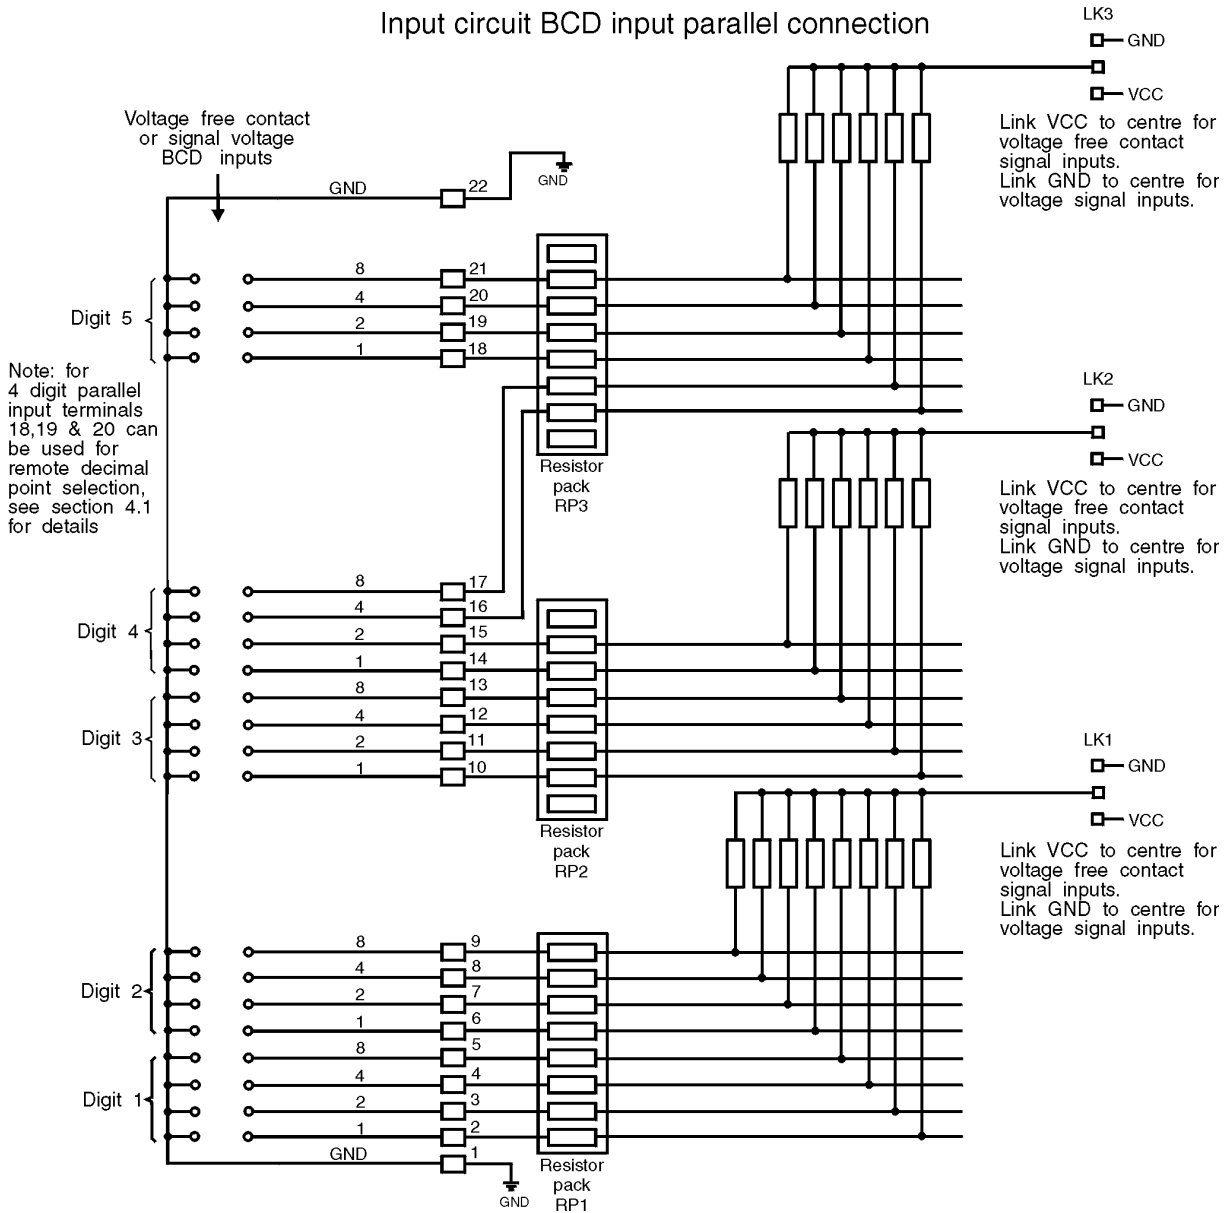 Input circuit BCD input parallel connection
LK3
GND
VCC
Link VCC to centre for
voltage free contact
signal inputs.
Link GND to centre for
voltage signal inputs.
Voltage free contact
or signal voltage
BCD inputs
GND
22
GND
8
21
4
20
2
19
1
18
Digit 5
Note: for
4 digit parallel
input terminals
18,19 & 20 can
be used for
remote decimal
point selection,
see section 4.1
for details
Resistor
pack
RP3
LK2
GND
VCC
Link VCC to centre for
voltage free contact
signal inputs.
Link GND to centre for
voltage signal inputs.
8
17
4
16
2
15
1
14
Digit 4
8
13
4
12
2
11
1
10
Digit 3
Resistor
pack
RP2
LK1
GND
VCC
Link VCC to centre for
voltage free contact
signal inputs.
Link GND to centre for
voltage signal inputs.
8
9
4
8
2
7
1
6
Digit 2
8
5
4
4
2
3
1
2
Digit 1
GND
1
GND
Resistor
pack
RP1